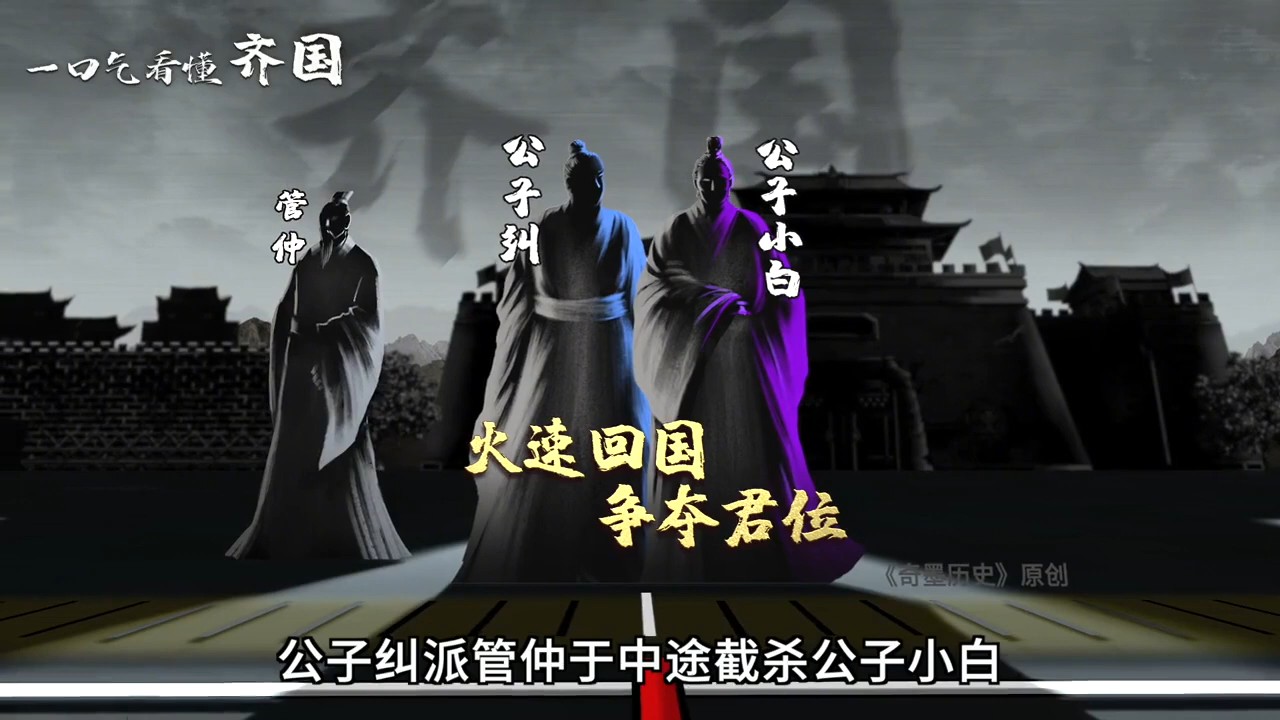 一口气看懂齐国
齐国
管仲
公子纠
公子小白
火速回国
争夺君位
《奇墨历史》原创
公子纠派管仲于中途截杀公子小白